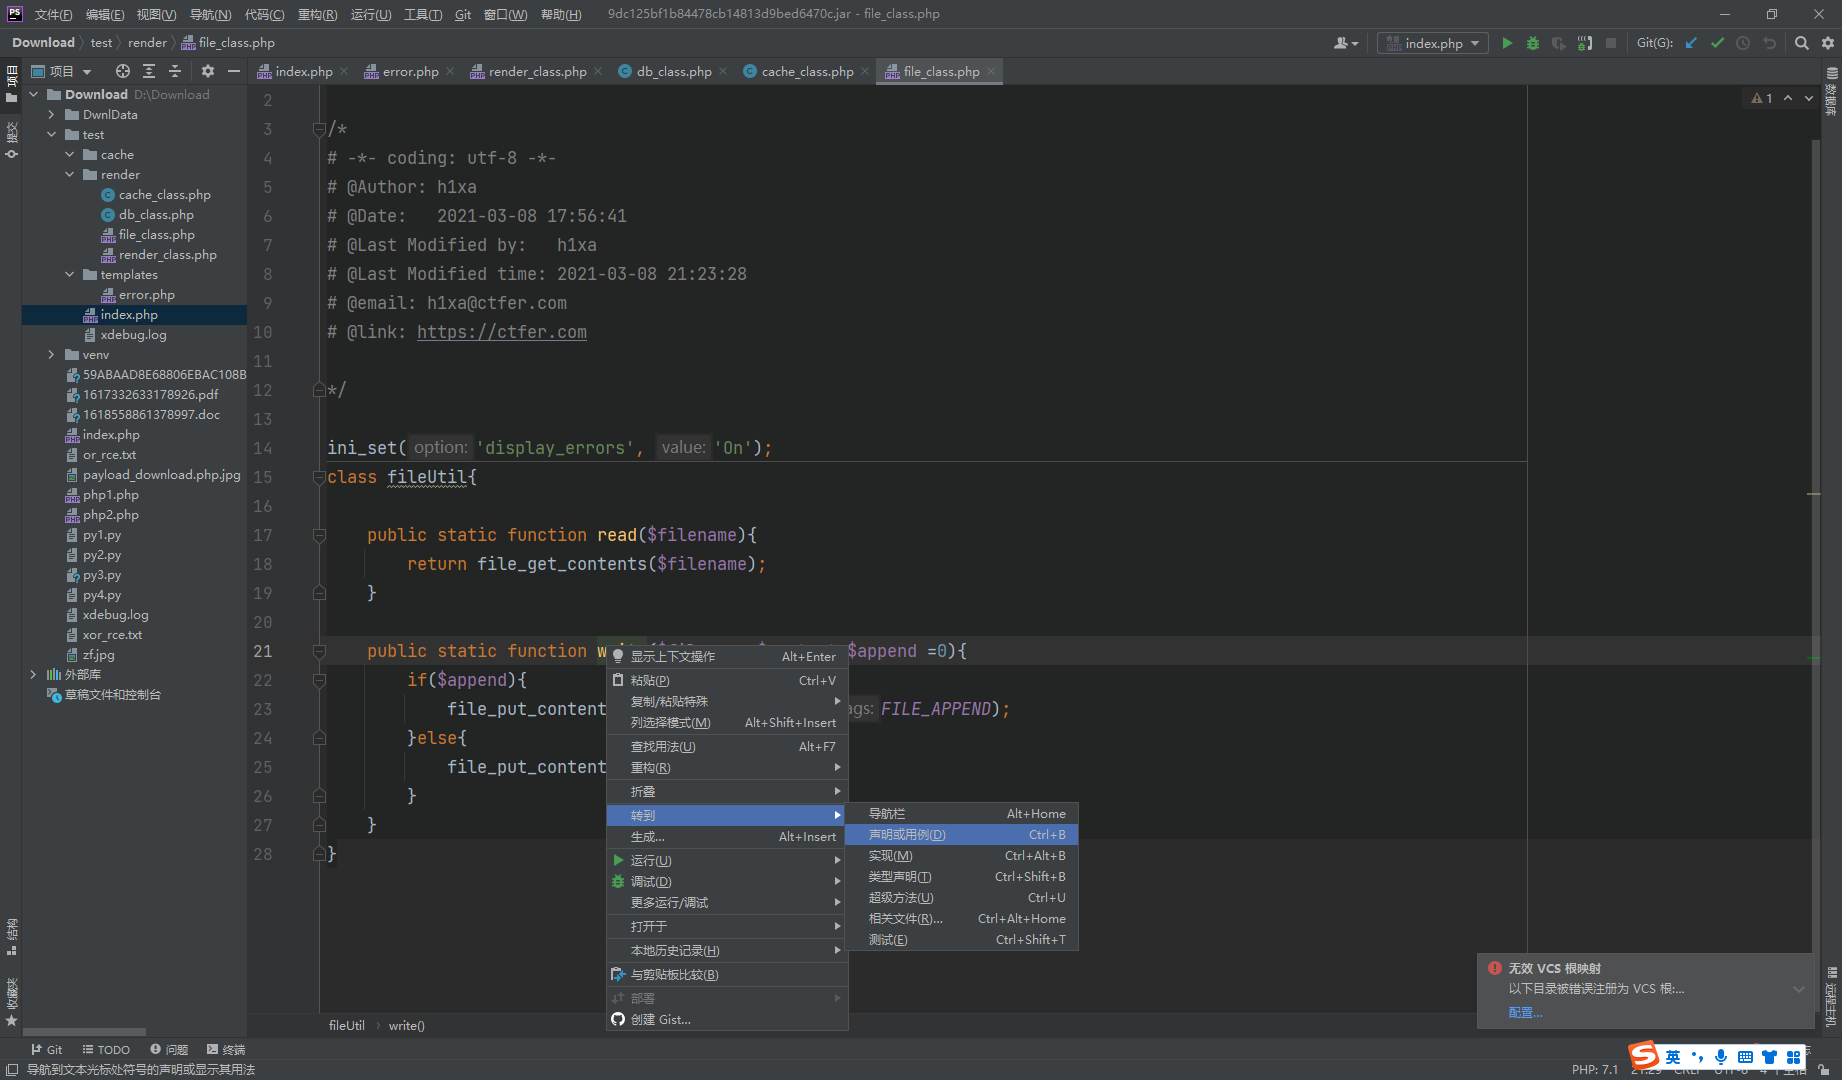 PS 文件(F) 编辑(E) 视图(V) 导航(N) 代码(C) 重构(R) 运行(U) 工具(T) Git 窗口(W) 帮助(H) 9dc125bf1b84478cb14813d9bed6470c.jar - file_class.php
Download test render file_class.php
index.php Git(G):
项目
index.php error.php render_class.php db_class.php cache_class.php file_class.php
项目
提交
结构
收藏夹
Download D:\Download
DwnlData
test
cache
render
cache_class.php
db_class.php
file_class.php
render_class.php
templates
error.php
index.php
xdebug.log
venv
59ABAAD8E68806EBAC108B
1617332633178926.pdf
1618558861378997.doc
index.php
or_rce.txt
payload_download.php.jpg
php1.php
php2.php
py1.py
py2.py
py3.py
py4.py
xdebug.log
xor_rce.txt
zf.jpg
外部库
草稿文件和控制台
1
数据库
2
3 /*
4 # -*- coding: utf-8 -*-
5 # @Author: h1xa
6 # @Date:   2021-03-08 17:56:41
7 # @Last Modified by:   h1xa
8 # @Last Modified time: 2021-03-08 21:23:28
9 # @email: h1xa@ctfer.com
10 # @link: https://ctfer.com
11
12 */
13
14 ini_set( option: 'display_errors', value: 'On');
15 class fileUtil{
16
17 public static function read($filename){
18 return file_get_contents($filename);
19 }
20
21 public static function w $append =0){
22 if($append){
23 file_put_content ags: FILE_APPEND);
24 }else{
25 file_put_content
26 }
27 }
28 }
显示上下文操作 Alt+Enter
粘贴(P) Ctrl+V
复制/粘贴特殊
列选择模式(M) Alt+Shift+Insert
查找用法(U) Alt+F7
重构(R)
折叠
转到
生成... Alt+Insert
运行(U)
调试(D)
更多运行/调试
打开于
本地历史记录(H)
与剪贴板比较(B)
部署
创建 Gist...
导航栏 Alt+Home
声明或用例(D) Ctrl+B
实现(M) Ctrl+Alt+B
类型声明(T) Ctrl+Shift+B
超级方法(U) Ctrl+U
相关文件(R)... Ctrl+Alt+Home
测试(E) Ctrl+Shift+T
无效 VCS 根映射
以下目录被错误注册为 VCS 根:...
配置...
远程主机
fileUtil write()
Git TODO 问题 终端
导航到文本光标处符号的声明或显示其用法
PHP: 7.1
S 英